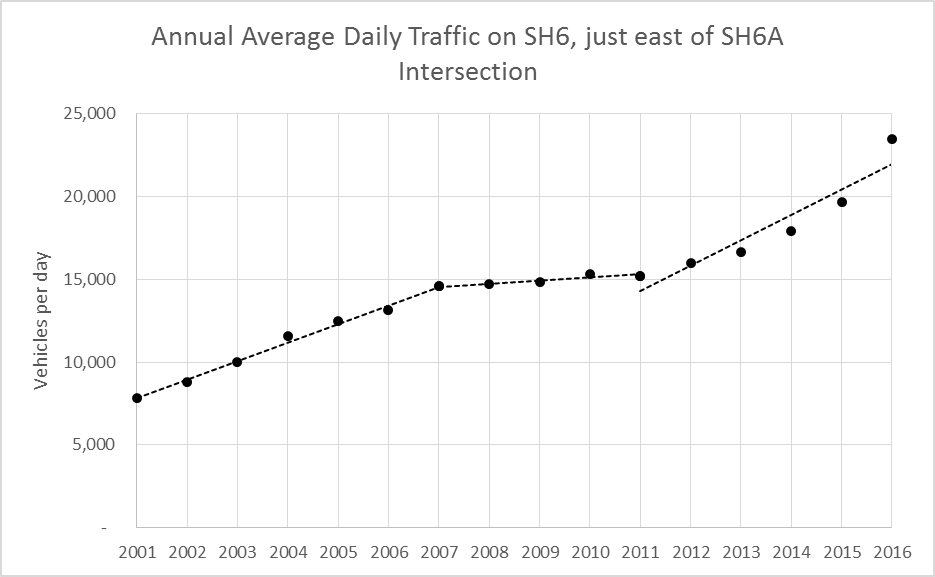 Annual Average Daily Traffic on SH6, just east of SH6A
Intersection
25,000
20,000
15,000
10,000
5,000
-
Vehicles per day
2001 2002 2003 2004 2005 2006 2007 2008 2009 2010 2011 2012 2013 2014 2015 2016